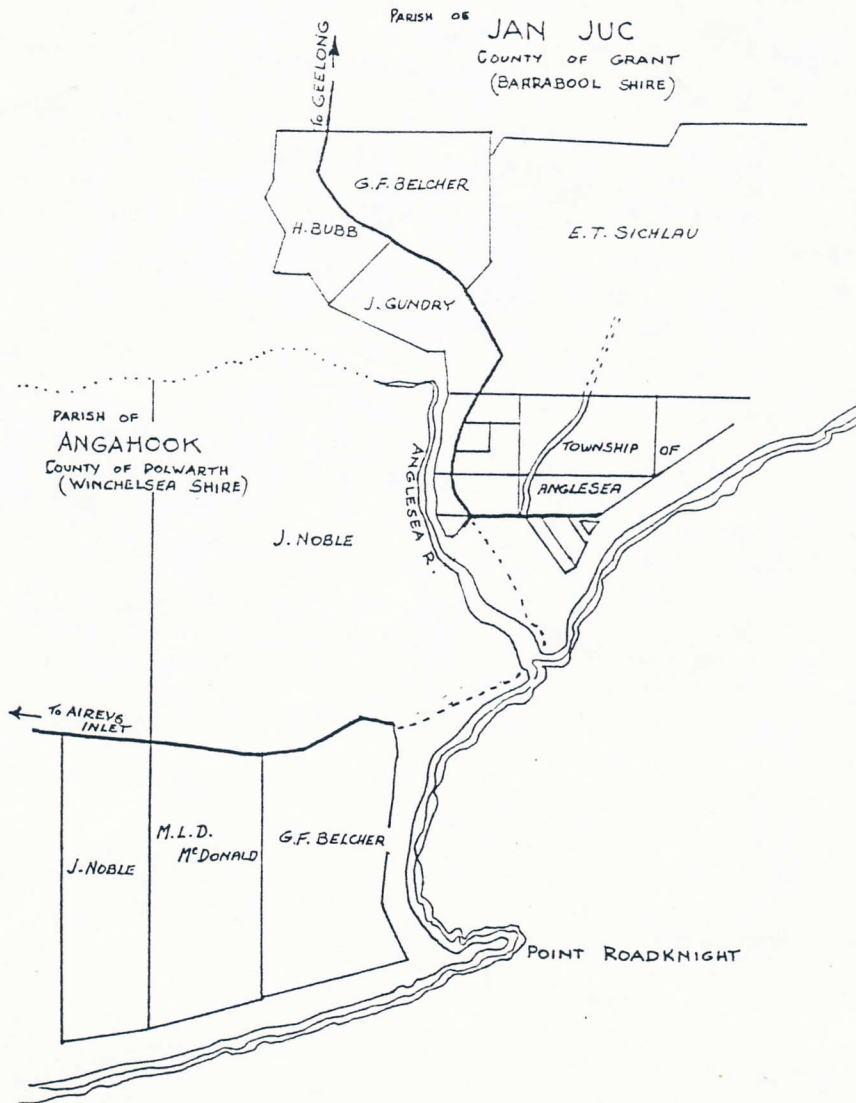 PARISH OF
JAN JUC
COUNTY OF GRANT
(BARRABOOL SHIRE)
TO GEELONG
G.F. BELCHER
H. BUBB
E.T. SICHLAU
J. GUNDRY
PARISH OF
ANGAHOOK
COUNTY OF POLWARTH
(WINCHELSEA SHIRE)
TOWNSHIP OF
ANGLESEA
ANGLESEA R.
J. NOBLE
TO AIREYS
INLET
M.L.D.
McDONALD
G.F. BELCHER
J. NOBLE
POINT ROADKNIGHT